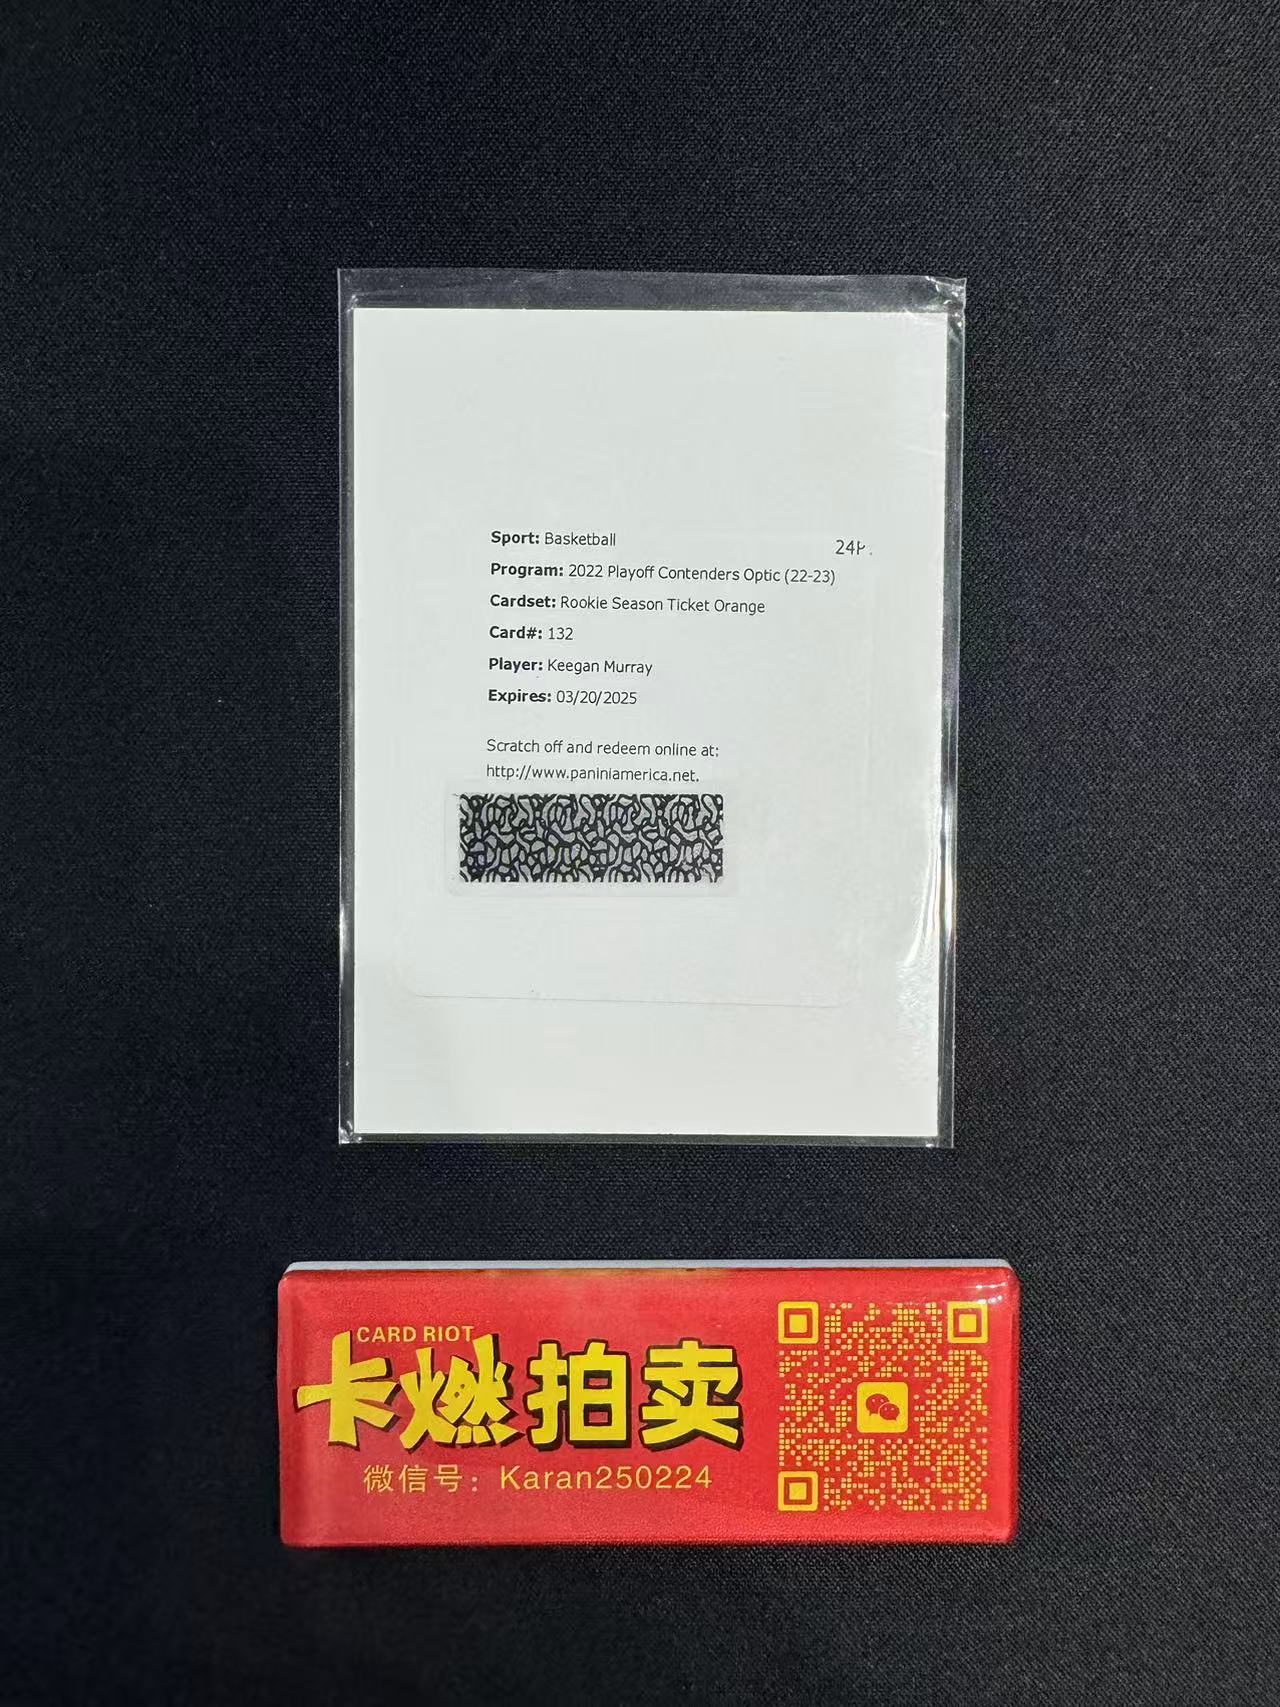 Sport: Basketball
Program: 2022 Playoff Contenders Optic (22-23)
Cardset: Rookie Season Ticket Orange
Card#: 132
Player: Keegan Murray
Expires: 03/20/2025
Scratch off and redeem online at:
http://www.paniniamerica.net.
CARD RIOT
卡燃拍卖
微信号：Karan250224